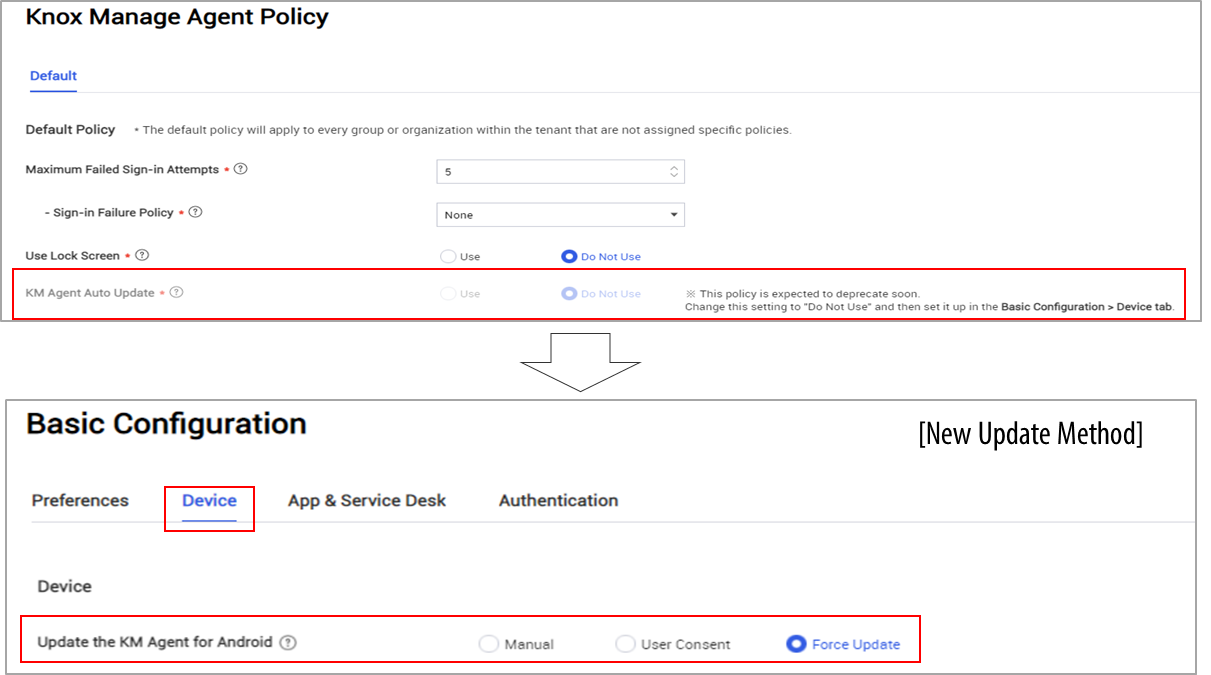 Knox Manage Agent Policy
Default
Default Policy * The default policy will apply to every group or organization within the tenant that are not assigned specific policies.
Maximum Failed Sign-in Attempts * ? 5
- Sign-in Failure Policy * ? None
Use Lock Screen * ? Use Do Not Use
KM Agent Auto Update * ? Use Do Not Use ※ This policy is expected to deprecate soon.
Change this setting to "Do Not Use" and then set it up in the Basic Configuration > Device tab.
Basic Configuration
[New Update Method]
Preferences Device App & Service Desk Authentication
Device
Update the KM Agent for Android ? Manual User Consent Force Update